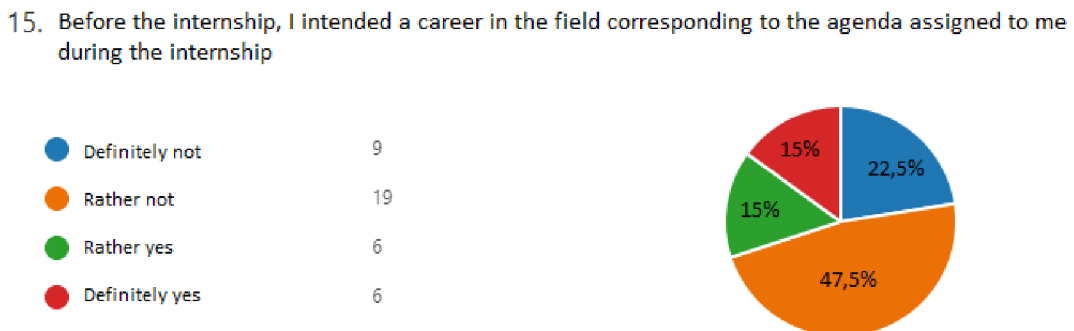 15. Before the internship, I intended a career in the field corresponding to the agenda assigned to me
during the internship
Definitely not 9
Rather not 19
Rather yes 6
Definitely yes 6
15%
22,5%
15%
47,5%